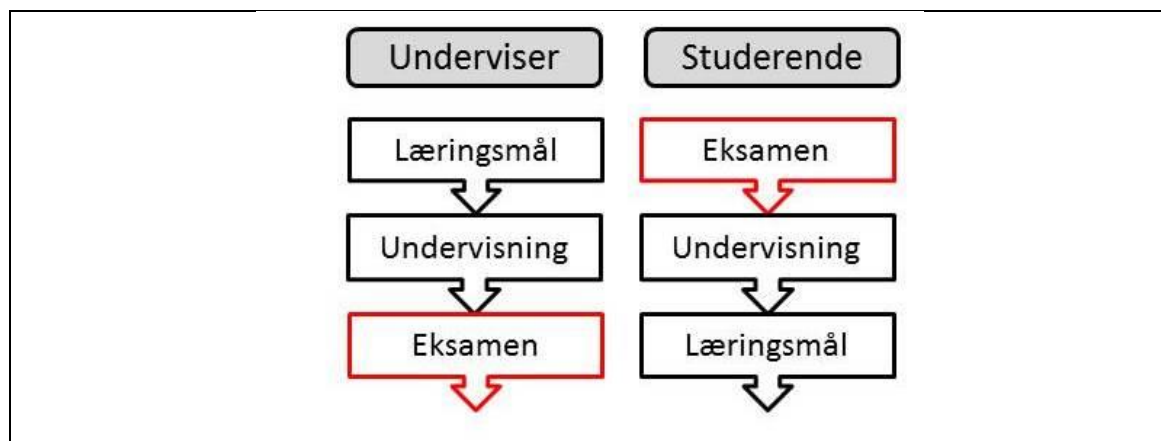 Underviser
Læringsmål
Undervisning
Eksamen
Studerende
Eksamen
Undervisning
Læringsmål